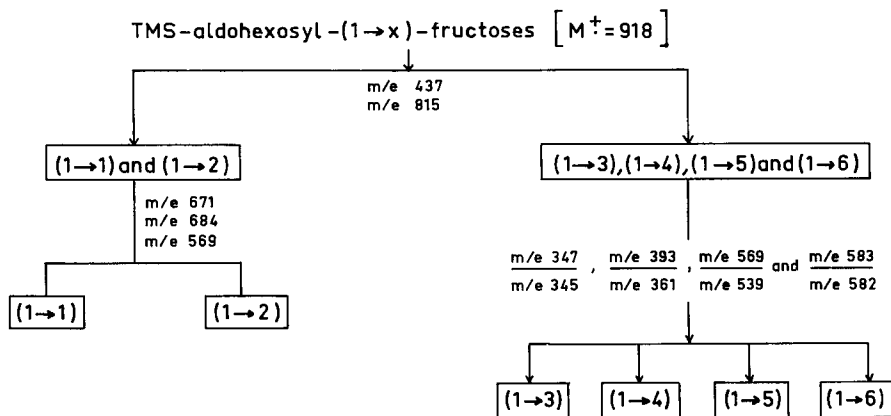 TMS-aldohexosyl-(1→x)-fructoses [M⁺·=918]
m/e 437
m/e 815
(1→1) and (1→2)
(1→3),(1→4),(1→5) and (1→6)
m/e 671
m/e 684
m/e 569
m/e 347 , m/e 393 , m/e 569 and m/e 583
m/e 345 m/e 361 m/e 539 m/e 582
(1→1)
(1→2)
(1→3)
(1→4)
(1→5)
(1→6)